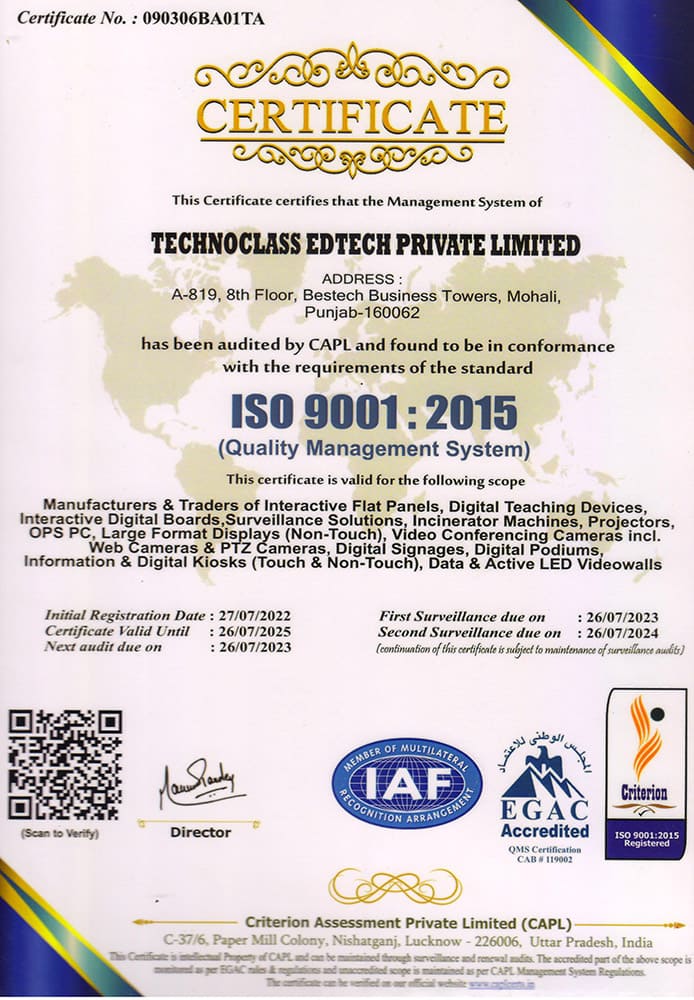 Certificate No. : 090306BA01TA
CERTIFICATE
This Certificate certifies that the Management System of
TECHNOCLASS EDTECH PRIVATE LIMITED
ADDRESS :
A-819, 8th Floor, Bestech Business Towers, Mohali,
Punjab-160062
has been audited by CAPL and found to be in conformance
with the requirements of the standard
ISO 9001 : 2015
(Quality Management System)
This certificate is valid for the following scope
Manufacturers & Traders of Interactive Flat Panels, Digital Teaching Devices,
Interactive Digital Boards,Surveillance Solutions, Incinerator Machines, Projectors,
OPS PC, Large Format Displays (Non-Touch), Video Conferencing Cameras incl.
Web Cameras & PTZ Cameras, Digital Signages, Digital Podiums,
Information & Digital Kiosks (Touch & Non-Touch), Data & Active LED Videowalls
Initial Registration Date : 27/07/2022
Certificate Valid Until : 26/07/2025
Next audit due on : 26/07/2023
First Surveillance due on : 26/07/2023
Second Surveillance due on : 26/07/2024
(continuation of this certificate is subject to maintenance of surveillance audits)
(Scan to Verify)
Director
MEMBER OF MULTILATERAL
IAF
RECOGNITION ARRANGEMENT
المجلس الوطنى للاعتماد
EGAC
Accredited
QMS Certification
CAB # 119002
Criterion
ISO 9001:2015
Registered
Criterion Assessment Private Limited (CAPL)
C-37/6, Paper Mill Colony, Nishatganj, Lucknow - 226006, Uttar Pradesh, India
This Certificate is intellectual Property of CAPL and can be maintained through surveillance and renewal audits. The accredited part of the above scope is
monitored as per EGAC rules & regulations and unaccredited scope is maintained as per CAPL Management System Regulations.
The certificate can be verified on our official website www.caplcerts.in